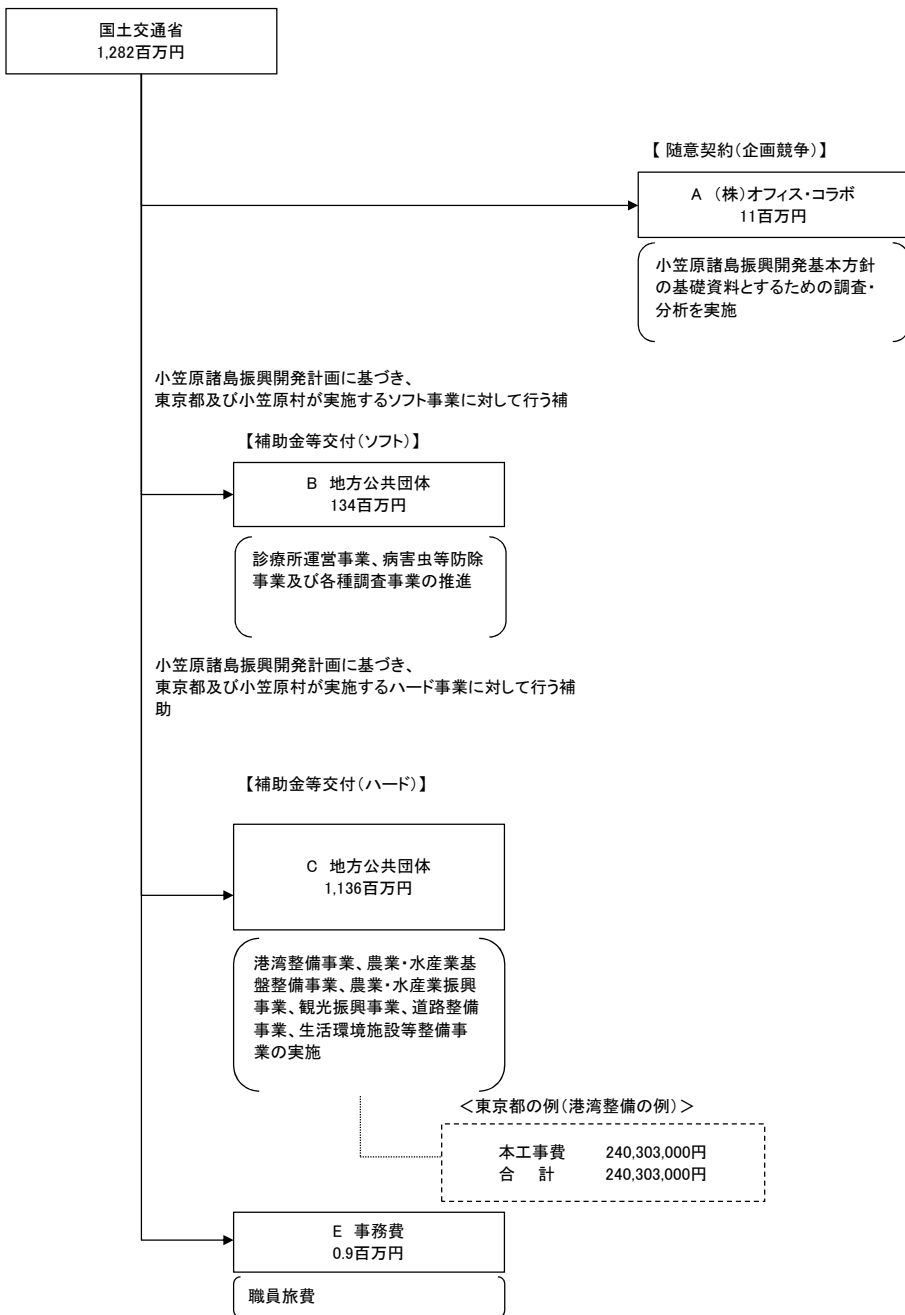 国土交通省
1,282百万円
【 随意契約(企画競争)】
A (株)オフィス・コラボ
11百万円
小笠原諸島振興開発基本方針
の基礎資料とするための調査・
分析を実施
小笠原諸島振興開発計画に基づき、
東京都及び小笠原村が実施するソフト事業に対して行う補
【補助金等交付(ソフト)】
B 地方公共団体
134百万円
診療所運営事業、病害虫等防除
事業及び各種調査事業の推進
小笠原諸島振興開発計画に基づき、
東京都及び小笠原村が実施するハード事業に対して行う補
助
【補助金等交付(ハード)】
C 地方公共団体
1,136百万円
港湾整備事業、農業・水産業基
盤整備事業、農業・水産業振興
事業、観光振興事業、道路整備
事業、生活環境施設等整備事
業の実施
<東京都の例(港湾整備の例)>
本工事費 240,303,000円
合 計 240,303,000円
E 事務費
0.9百万円
職員旅費